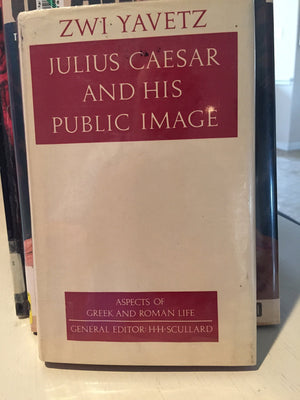 ZWI·YAVETZ
JULIUS CAESAR
AND HIS
PUBLIC IMAGE
ASPECTS OF
GREEK AND ROMAN LIFE
GENERAL EDITOR: H·H·SCULLARD